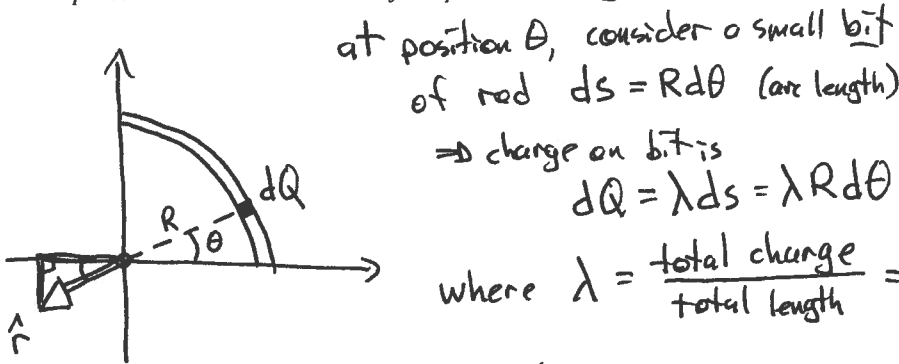 at position θ, consider a small bit
of rod ds = Rdθ (arc length)
⇒ charge on bit is
dQ = λds = λRdθ
where λ = total charge / total length =
dQ
R
θ
r̂